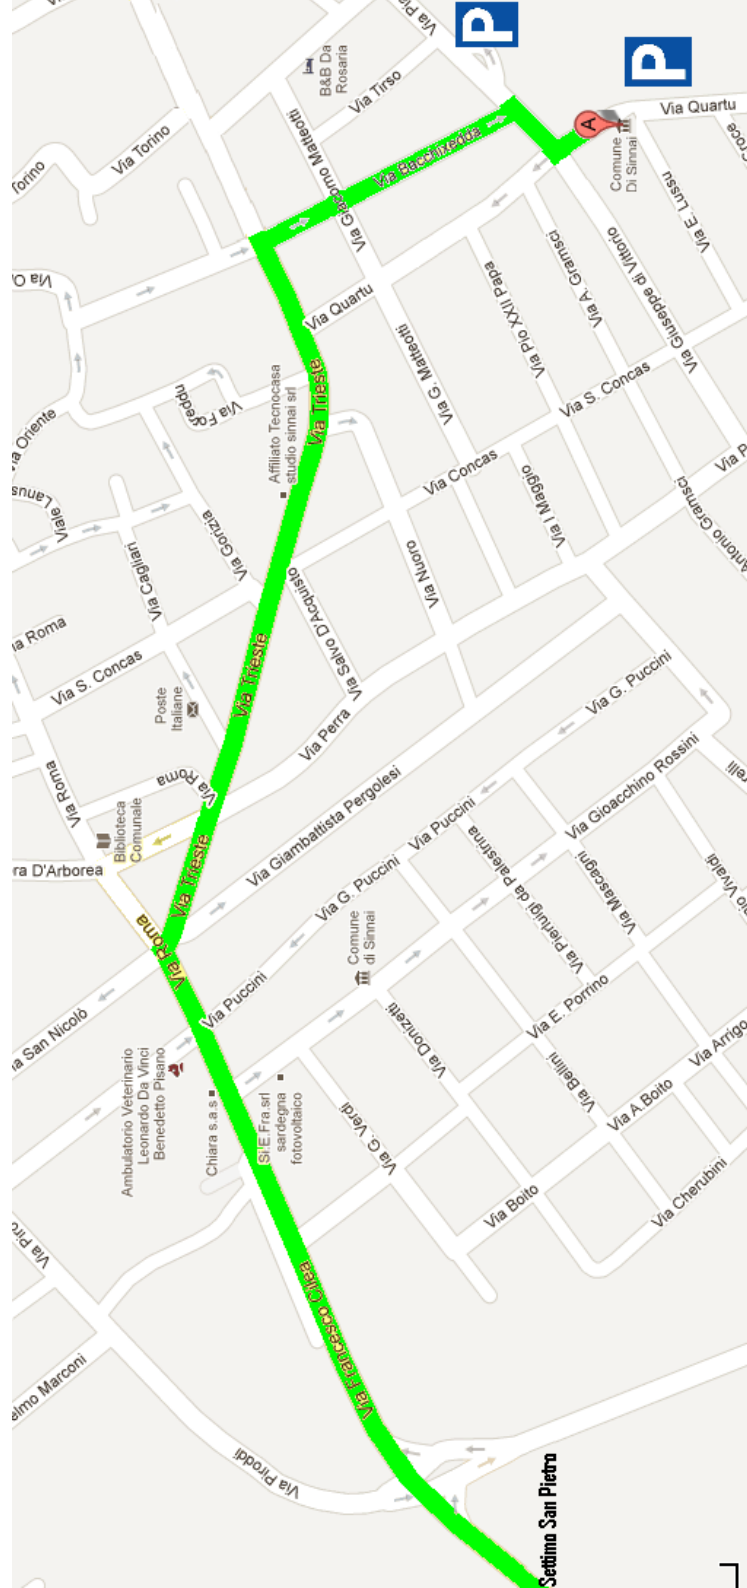 Via Torino
Via Torino
P
P
B&B Da
Rosaria
Via Tirso
Via Giacomo Matteotti
Via Bacchixedda
A
Comune
Di Sinnai
Via Quartu
Via E. Lussu
Via Giuseppe di Vittorio
Via A. Gramsci
Via Pio XXII Papa
Via Quartu
Via G. Matteotti
Via S. Concas
Via Oriente
Viale Lanus
Via Trieste
Affiliato Tecnocasa
studio sinnai srl
Via Concas
Via I Maggio
Antonio Gramsci
Via Gorizia
Via Cagliari
Via Nuoro
Via Salvo D'Acquisto
Via Roma
Via S. Concas
Poste
Italiane
Via Trieste
Via Perra
Via G. Puccini
Via Roma
Via Roma
Biblioteca
Comunale
Via Trieste
Via Giambattista Pergolesi
Via Puccini
Via Gioacchino Rossini
Via Pierluigi da Palestrina
Via Mascagni
Via G. Puccini
Via Roma
Via San Nicolò
Via Puccini
Comune
di Sinnai
Via Donizetti
Via E. Porrino
Via Bellini
Via A.Boito
Via Arrigo
Ambulatorio Veterinario
Leonardo Da Vinci
Benedetto Pisano
Chiara s.a.s
Si.E.Fra.srl
sardegna
fotovoltaico
Via G. Verdi
Via Boito
Via Cherubini
Via Francesco Cilea
Via Piroddi
Settimo San Pietro